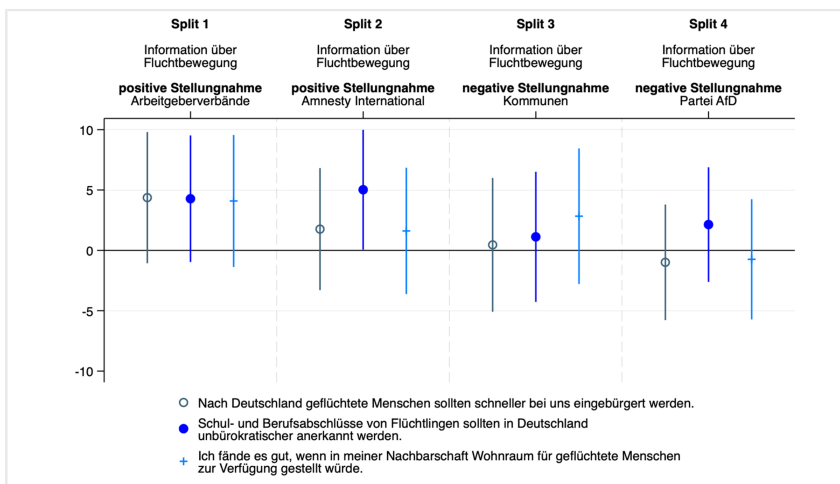 Split 1
Split 2
Split 3
Split 4
Information über
Fluchtbewegung
Information über
Fluchtbewegung
Information über
Fluchtbewegung
Information über
Fluchtbewegung
positive Stellungnahme
Arbeitgeberverbände
positive Stellungnahme
Amnesty International
negative Stellungnahme
Kommunen
negative Stellungnahme
Partei AfD
10
5
0
-5
-10
Nach Deutschland geflüchtete Menschen sollten schneller bei uns eingebürgert werden.
Schul- und Berufsabschlüsse von Flüchtlingen sollten in Deutschland
unbürokratischer anerkannt werden.
Ich fände es gut, wenn in meiner Nachbarschaft Wohnraum für geflüchtete Menschen
zur Verfügung gestellt würde.